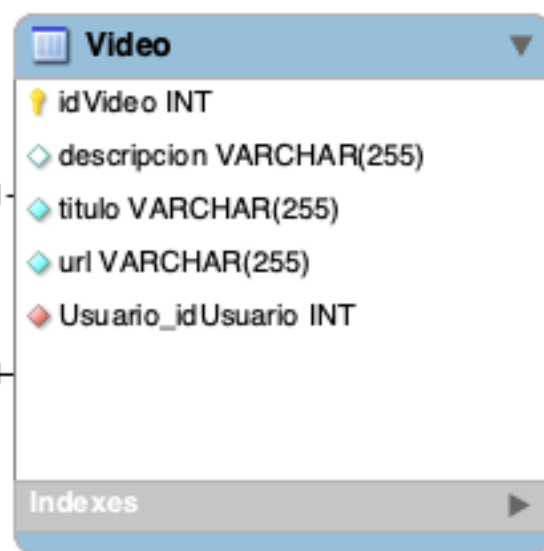 Video
idVideo INT
descripcion VARCHAR(255)
titulo VARCHAR(255)
url VARCHAR(255)
Usuario_idUsuario INT
Indexes